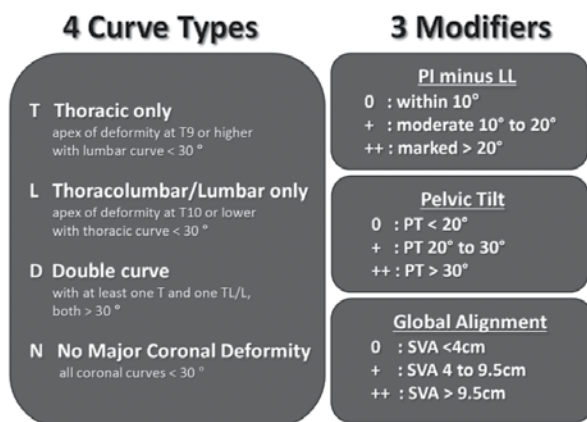 4 Curve Types
T Thoracic only
apex of deformity at T9 or higher
with lumbar curve < 30 °
L Thoracolumbar/Lumbar only
apex of deformity at T10 or lower
with thoracic curve < 30 °
D Double curve
with at least one T and one TL/L,
both > 30 °
N No Major Coronal Deformity
all coronal curves < 30 °
3 Modifiers
PI minus LL
0 : within 10°
+ : moderate 10° to 20°
++ : marked > 20°
Pelvic Tilt
0 : PT < 20°
+ : PT 20° to 30°
++ : PT > 30°
Global Alignment
0 : SVA <4cm
+ : SVA 4 to 9.5cm
++ : SVA > 9.5cm